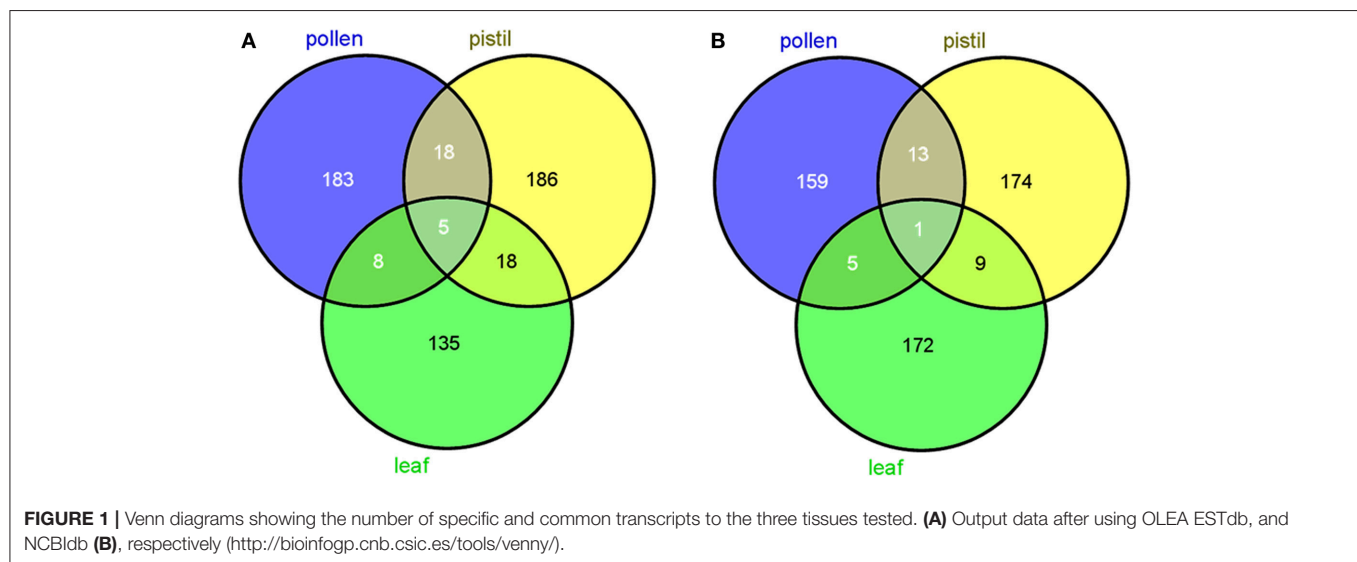 A
pollen
pistil
183
18
186
5
8
18
135
leaf
B
pollen
pistil
159
13
174
1
5
9
172
leaf
FIGURE 1 | Venn diagrams showing the number of specific and common transcripts to the three tissues tested. (A) Output data after using OLEA ESTdb, and
NCBIdb (B), respectively (http://bioinfogp.cnb.csic.es/tools/venny/).